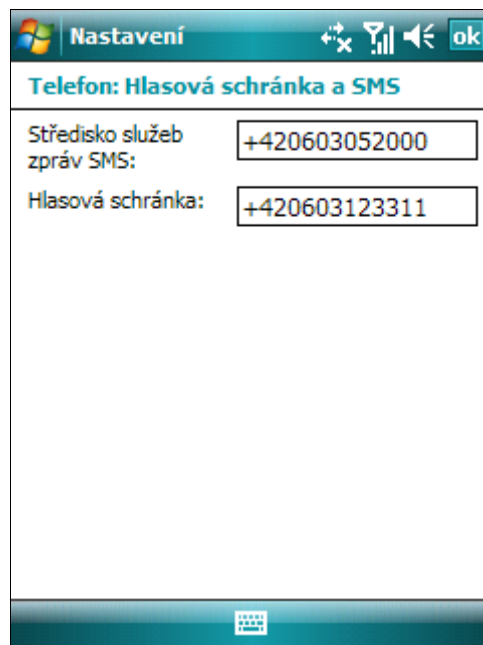 Nastavení
ok
Telefon: Hlasová schránka a SMS
Středisko služeb
zpráv SMS:
+420603052000
Hlasová schránka:
+420603123311